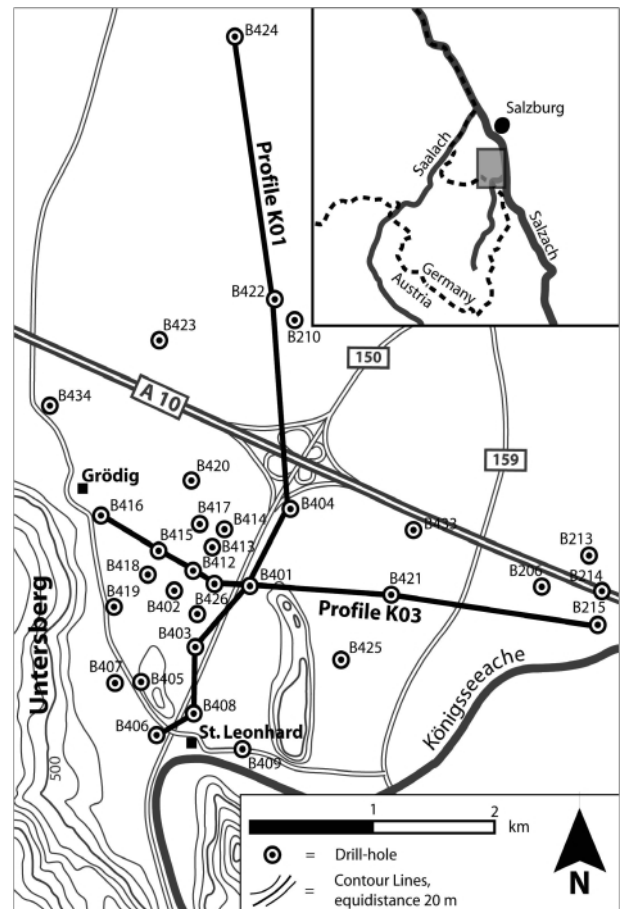 B424
Profile K01
Salzburg
Saalach
Salzach
Germany
Austria
B422
B210
B423
150
A 10
B434
159
B420
Grödig
B416
B404
B417
B414
B433
B415
B413
B213
B418
B412
B401
B421
B206
B214
B419
B402
B426
Profile K03
B215
B403
Untersberg
B407
B405
B425
Königsseeache
B408
B406
St. Leonhard
B409
500
1
2
km
= Drill-hole
= Contour Lines,
equidistance 20 m
N